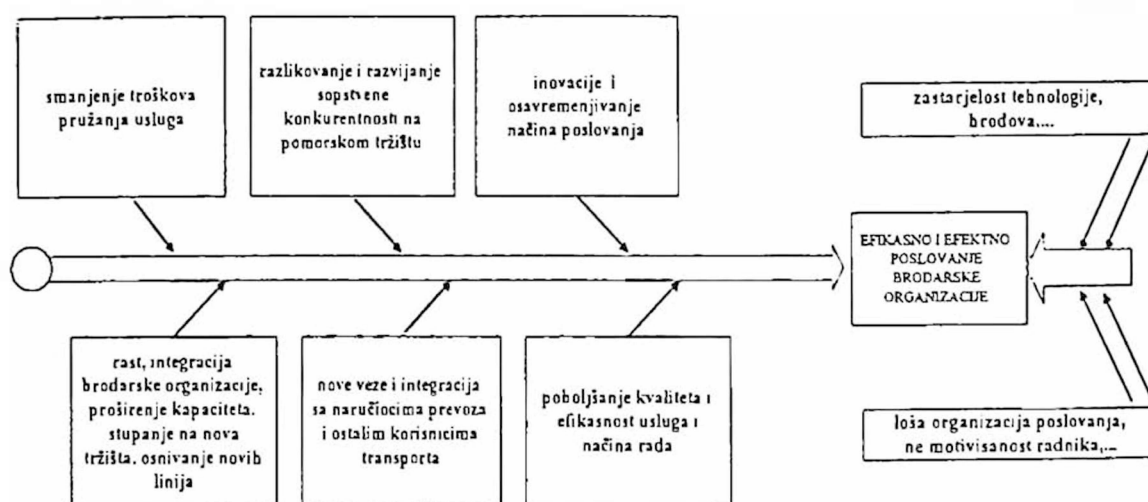 smanjenje troškova
pružanja usluga
razlikovanje i razvijanje
sopstvene
konkurentnosti na
pomorskom tržištu
inovacije i
osavremenjivanje
načina poslovanja
zastarjelost tehnologije,
brodova,...
EFIKASNO I EFEKTNO
POSLOVANJE
BRODARSKE
ORGANIZACIJE
rast, integracija
brodarske organizacije,
proširenje kapaciteta,
stupanje na nova
tržišta, osnivanje novih
linija
nove veze i integracija
sa naručiocima prevoza
i ostalim korisnicima
transporta
poboljšanje kvaliteta i
efikasnost usluga i
načina rada
loša organizacija poslovanja,
ne motivisanost radnika,...